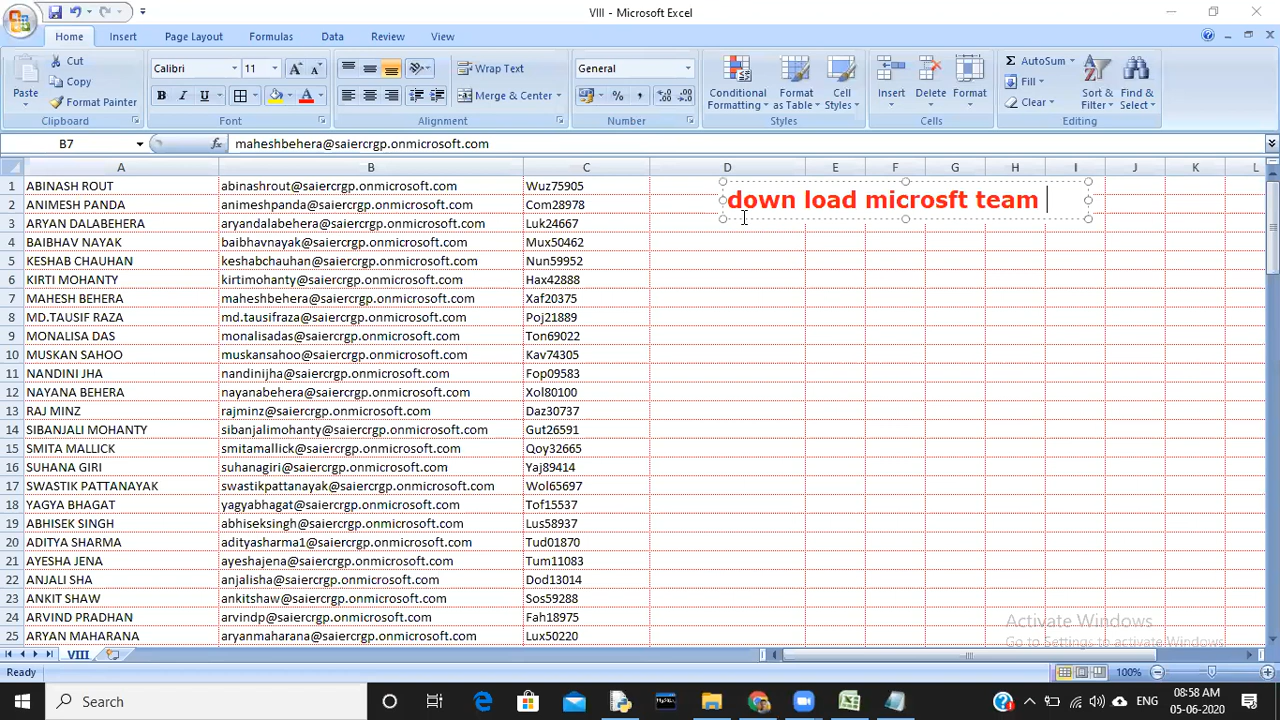 VIII - Microsoft Excel
Home Insert Page Layout Formulas Data Review View
Cut
Copy
Format Painter
Paste
Clipboard
Calibri 11
B I U A
Font
Wrap Text
Merge & Center
Alignment
General
% ,
Number
Conditional Formatting
Format as Table
Cell Styles
Styles
Insert Delete Format
Cells
Σ AutoSum
Fill
Clear
Sort & Filter
Find & Select
Editing
B7 fx maheshbehera@saiercrgp.onmicrosoft.com
A B C D E F G H I J K L
1 ABINASH ROUT abinashrout@saiercrgp.onmicrosoft.com Wuz75905
down load microsft team
2 ANIMESH PANDA animeshpanda@saiercrgp.onmicrosoft.com Com28978
3 ARYAN DALABEHERA aryandalabehera@saiercrgp.onmicrosoft.com Luk24667
4 BAIBHAV NAYAK baibhavnayak@saiercrgp.onmicrosoft.com Mux50462
5 KESHAB CHAUHAN keshabchauhan@saiercrgp.onmicrosoft.com Nun59952
6 KIRTI MOHANTY kirtimohanty@saiercrgp.onmicrosoft.com Hax42888
7 MAHESH BEHERA maheshbehera@saiercrgp.onmicrosoft.com Xaf20375
8 MD.TAUSIF RAZA md.tausifraza@saiercrgp.onmicrosoft.com Poj21889
9 MONALISA DAS monalisadas@saiercrgp.onmicrosoft.com Ton69022
10 MUSKAN SAHOO muskansahoo@saiercrgp.onmicrosoft.com Kav74305
11 NANDINI JHA nandinijha@saiercrgp.onmicrosoft.com Fop09583
12 NAYANA BEHERA nayanabehera@saiercrgp.onmicrosoft.com Xol80100
13 RAJ MINZ rajminz@saiercrgp.onmicrosoft.com Daz30737
14 SIBANJALI MOHANTY sibanjalimohanty@saiercrgp.onmicrosoft.com Gut26591
15 SMITA MALLICK smitamallick@saiercrgp.onmicrosoft.com Qoy32665
16 SUHANA GIRI suhanagiri@saiercrgp.onmicrosoft.com Yaj89414
17 SWASTIK PATTANAYAK swastikpattanayak@saiercrgp.onmicrosoft.com Wol65697
18 YAGYA BHAGAT yagyabhagat@saiercrgp.onmicrosoft.com Tof15537
19 ABHISEK SINGH abhiseksingh@saiercrgp.onmicrosoft.com Lus58937
20 ADITYA SHARMA adityasharma1@saiercrgp.onmicrosoft.com Tud01870
21 AYESHA JENA ayeshajena@saiercrgp.onmicrosoft.com Tum11083
22 ANJALI SHA anjalisha@saiercrgp.onmicrosoft.com Dod13014
23 ANKIT SHAW ankitshaw@saiercrgp.onmicrosoft.com Sos59288
24 ARVIND PRADHAN arvindp@saiercrgp.onmicrosoft.com Fah18975
25 ARYAN MAHARANA aryanmaharana@saiercrgp.onmicrosoft.com Lux50220
Activate Windows
Go to Settings to activate Windows.
VIII
Ready 100%
Search
ENG
08:58 AM
05-06-2020